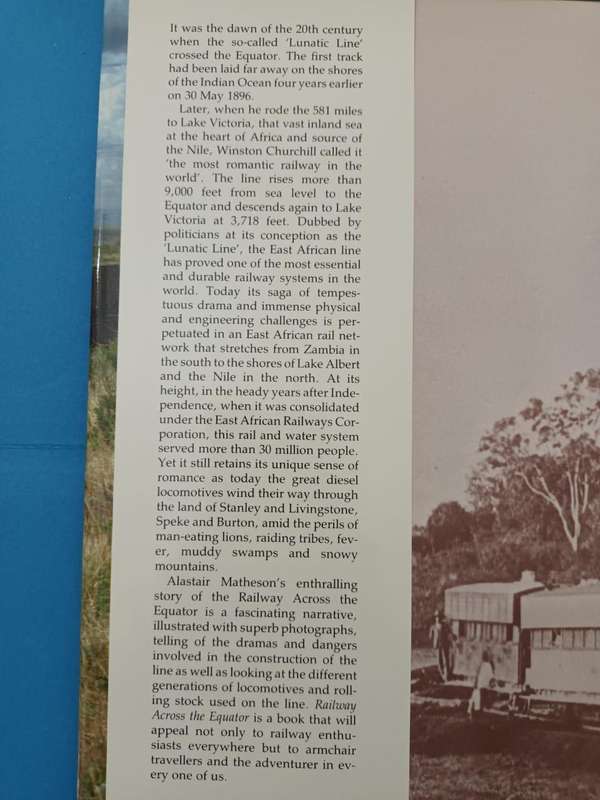 It was the dawn of the 20th century
when the so-called ‘Lunatic Line’
crossed the Equator. The first track
had been laid far away on the shores
of the Indian Ocean four years earlier
on 30 May 1896.
Later, when he rode the 581 miles
to Lake Victoria, that vast inland sea
at the heart of Africa and source of
the Nile, Winston Churchill called it
‘the most romantic railway in the
world’. The line rises more than
9,000 feet from sea level to the
Equator and descends again to Lake
Victoria at 3,718 feet. Dubbed by
politicians at its conception as the
‘Lunatic Line’, the East African line
has proved one of the most essential
and durable railway systems in the
world. Today its saga of tempes-
tuous drama and immense physical
and engineering challenges is per-
petuated in an East African rail net-
work that stretches from Zambia in
the south to the shores of Lake Albert
and the Nile in the north. At its
height, in the heady years after Inde-
pendence, when it was consolidated
under the East African Railways Cor-
poration, this rail and water system
served more than 30 million people.
Yet it still retains its unique sense of
romance as today the great diesel
locomotives wind their way through
the land of Stanley and Livingstone,
Speke and Burton, amid the perils of
man-eating lions, raiding tribes, fev-
er, muddy swamps and snowy
mountains.
Alastair Matheson’s enthralling
story of the Railway Across the
Equator is a fascinating narrative,
illustrated with superb photographs,
telling of the dramas and dangers
involved in the construction of the
line as well as looking at the different
generations of locomotives and roll-
ing stock used on the line. Railway
Across the Equator is a book that will
appeal not only to railway enthu-
siasts everywhere but to armchair
travellers and the adventurer in ev-
ery one of us.